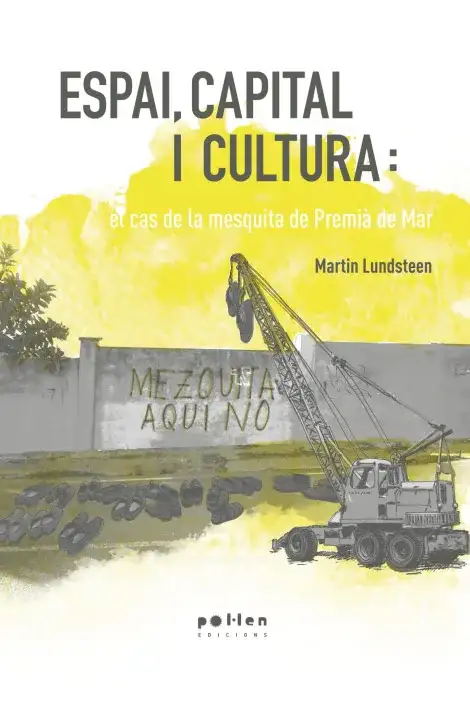 ESPAI, CAPITAL
I CULTURA:
el cas de la mesquita de Premià de Mar
Martin Lundsteen
MEZQUITA
AQUI NO
pol·len
EDICIONS